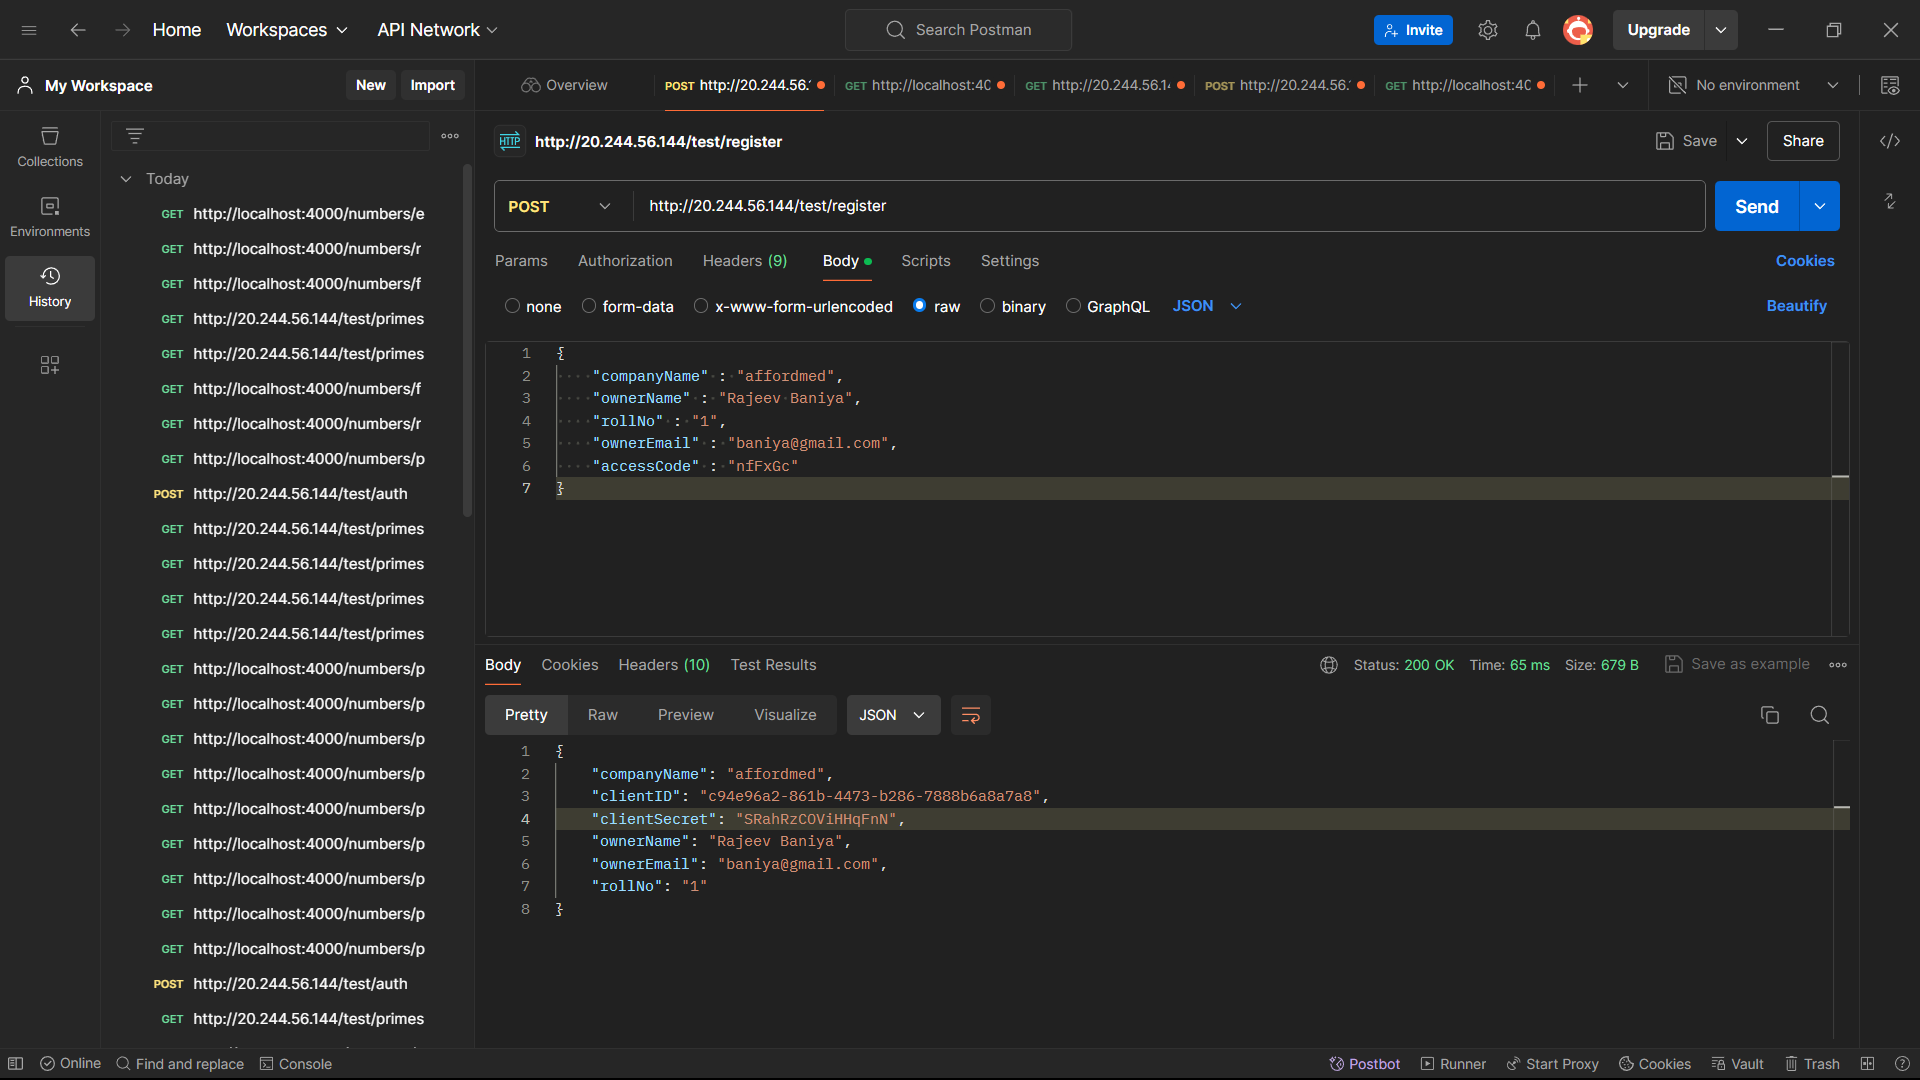 Home Workspaces API Network Search Postman Invite Upgrade
My Workspace New Import Overview POST http://20.244.56. GET http://localhost:40 GET http://20.244.56.14 POST http://20.244.56. GET http://localhost:40 No environment
Collections
Environments
History
Today
GET http://localhost:4000/numbers/e
GET http://localhost:4000/numbers/r
GET http://localhost:4000/numbers/f
GET http://20.244.56.144/test/primes
GET http://20.244.56.144/test/primes
GET http://localhost:4000/numbers/f
GET http://localhost:4000/numbers/r
GET http://localhost:4000/numbers/p
POST http://20.244.56.144/test/auth
GET http://20.244.56.144/test/primes
GET http://20.244.56.144/test/primes
GET http://20.244.56.144/test/primes
GET http://20.244.56.144/test/primes
GET http://localhost:4000/numbers/p
GET http://localhost:4000/numbers/p
GET http://localhost:4000/numbers/p
GET http://localhost:4000/numbers/p
GET http://localhost:4000/numbers/p
GET http://localhost:4000/numbers/p
GET http://localhost:4000/numbers/p
GET http://localhost:4000/numbers/p
GET http://localhost:4000/numbers/p
POST http://20.244.56.144/test/auth
GET http://20.244.56.144/test/primes
HTTP http://20.244.56.144/test/register Save Share
POST http://20.244.56.144/test/register Send
Params Authorization Headers (9) Body Scripts Settings Cookies
none form-data x-www-form-urlencoded raw binary GraphQL JSON Beautify
1 {
2 "companyName" : "affordmed",
3 "ownerName" : "Rajeev Baniya",
4 "rollNo" : "1",
5 "ownerEmail" : "baniya@gmail.com",
6 "accessCode" : "nfFxGc"
7 }
Body Cookies Headers (10) Test Results Status: 200 OK Time: 65 ms Size: 679 B Save as example
Pretty Raw Preview Visualize JSON
1 {
2 "companyName": "affordmed",
3 "clientID": "c94e96a2-861b-4473-b286-7888b6a8a7a8",
4 "clientSecret": "SRahRzCOViHHqFnN",
5 "ownerName": "Rajeev Baniya",
6 "ownerEmail": "baniya@gmail.com",
7 "rollNo": "1"
8 }
Online Find and replace Console Postbot Runner Start Proxy Cookies Vault Trash